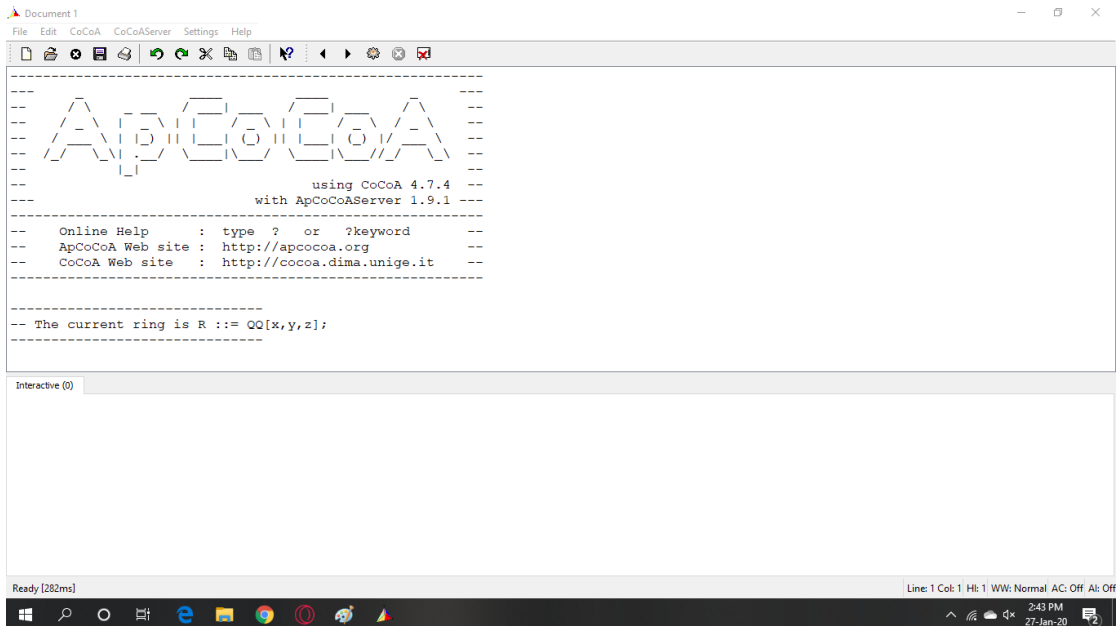 Document 1
File Edit CoCoA CoCoAServer Settings Help
-----------------------------------------------------------
ApCoCoA
-- using CoCoA 4.7.4 --
--- with ApCoCoAServer 1.9.1 ---
-----------------------------------------------------------
-- Online Help : type ? or ?keyword --
-- ApCoCoA Web site : http://apcocoa.org --
-- CoCoA Web site : http://cocoa.dima.unige.it --
-----------------------------------------------------------
-------------------------------
-- The current ring is R ::= QQ[x,y,z];
-------------------------------
Interactive (0)
Ready [282ms]
Line: 1 Col: 1 Hl: 1 WW: Normal AC: Off AI: Off
2:43 PM
27-Jan-20
2